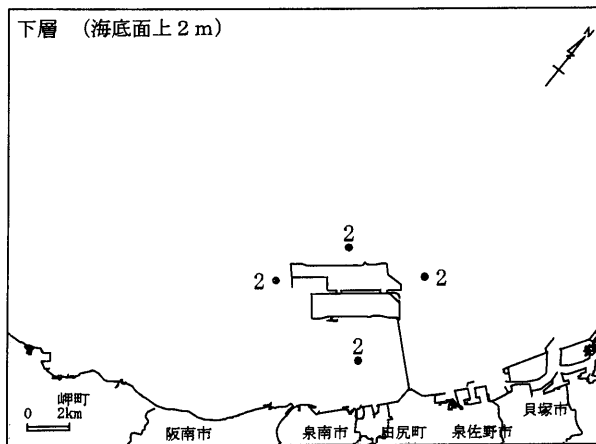 下層 （海底面上２ｍ）
N
2
2
2
2
岬町
0 2km
阪南市
泉南市
田尻町
泉佐野市
貝塚市